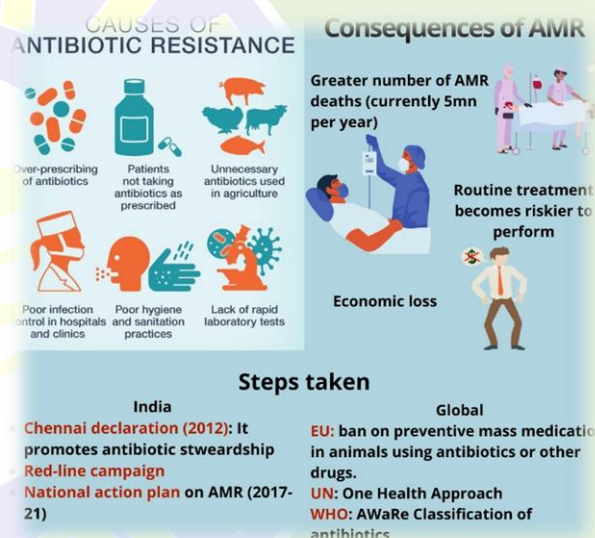 CAUSES OF
ANTIBIOTIC RESISTANCE
Over-prescribing
of antibiotics
Patients
not taking
antibiotics as
prescribed
Unnecessary
antibiotics used
in agriculture
Poor infection
control in hospitals
and clinics
Poor hygiene
and sanitation
practices
Lack of rapid
laboratory tests
Consequences of AMR
Greater number of AMR
deaths (currently 5mn
per year)
Routine treatment
becomes riskier to
perform
Economic loss
Steps taken
India
Chennai declaration (2012): It
promotes antibiotic stweardship
Red-line campaign
National action plan on AMR (2017-
21)
Global
EU: ban on preventive mass medicatio
in animals using antibiotics or other
drugs.
UN: One Health Approach
WHO: AWaRe Classification of
antibiotics